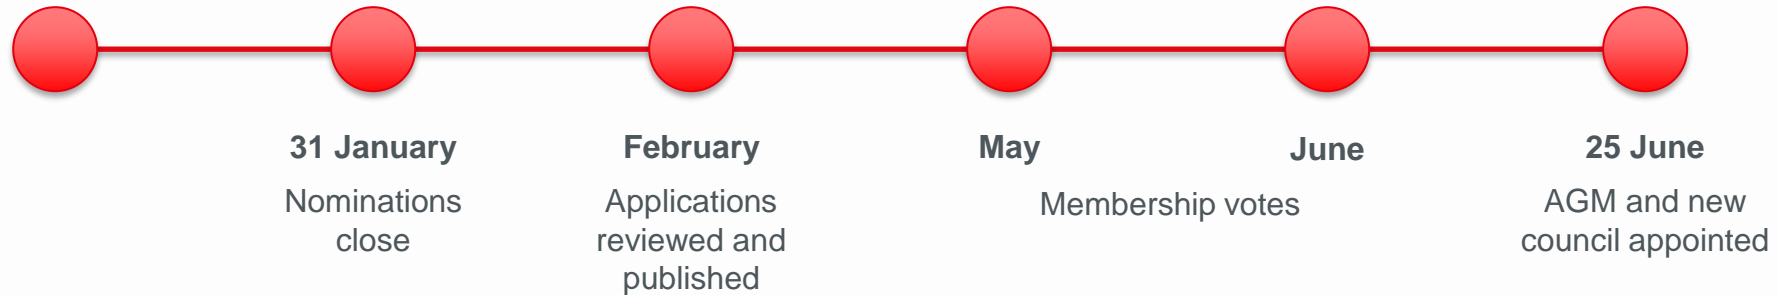 31 January
Nominations
close
February
Applications
reviewed and
published
May
June
Membership votes
25 June
AGM and new
council appointed